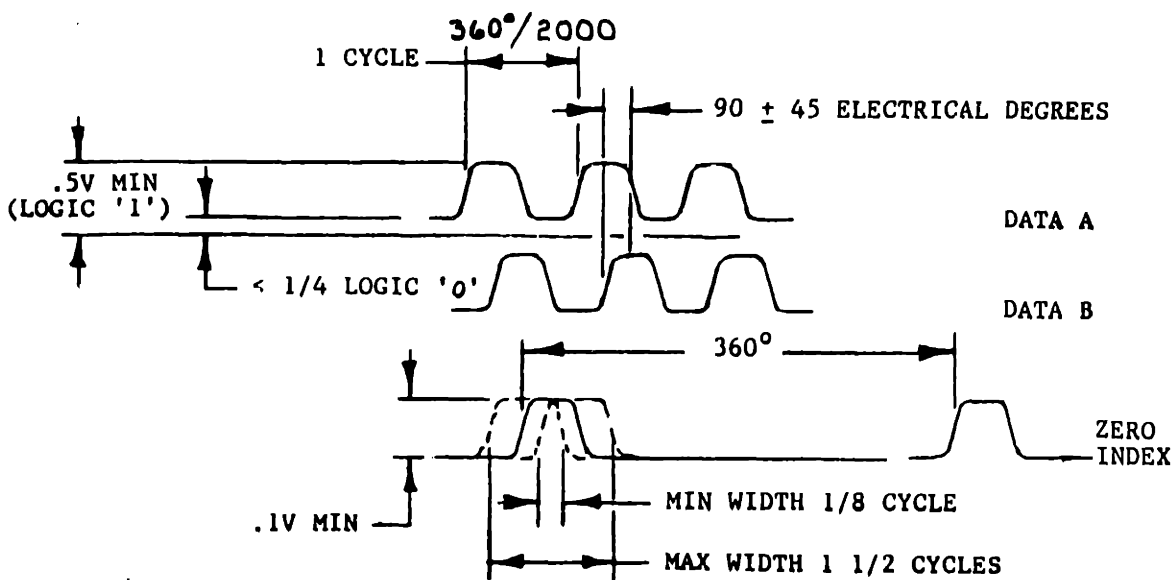 360°/2000
1 CYCLE
90 ± 45 ELECTRICAL DEGREES
.5V MIN
(LOGIC '1')
DATA A
< 1/4 LOGIC '0'
DATA B
360°
ZERO
INDEX
MIN WIDTH 1/8 CYCLE
.1V MIN
MAX WIDTH 1 1/2 CYCLES